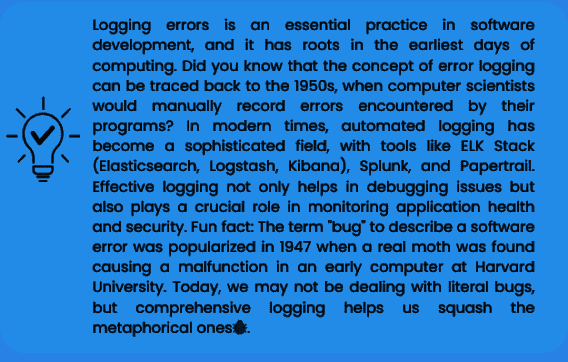 Logging errors is an essential practice in software
development, and it has roots in the earliest days of
computing. Did you know that the concept of error logging
can be traced back to the 1950s, when computer scientists
would manually record errors encountered by their
programs? In modern times, automated logging has
become a sophisticated field, with tools like ELK Stack
(Elasticsearch, Logstash, Kibana), Splunk, and Papertrail.
Effective logging not only helps in debugging issues but
also plays a crucial role in monitoring application health
and security. Fun fact: The term "bug" to describe a software
error was popularized in 1947 when a real moth was found
causing a malfunction in an early computer at Harvard
University. Today, we may not be dealing with literal bugs,
but comprehensive logging helps us squash the
metaphorical ones🐞.